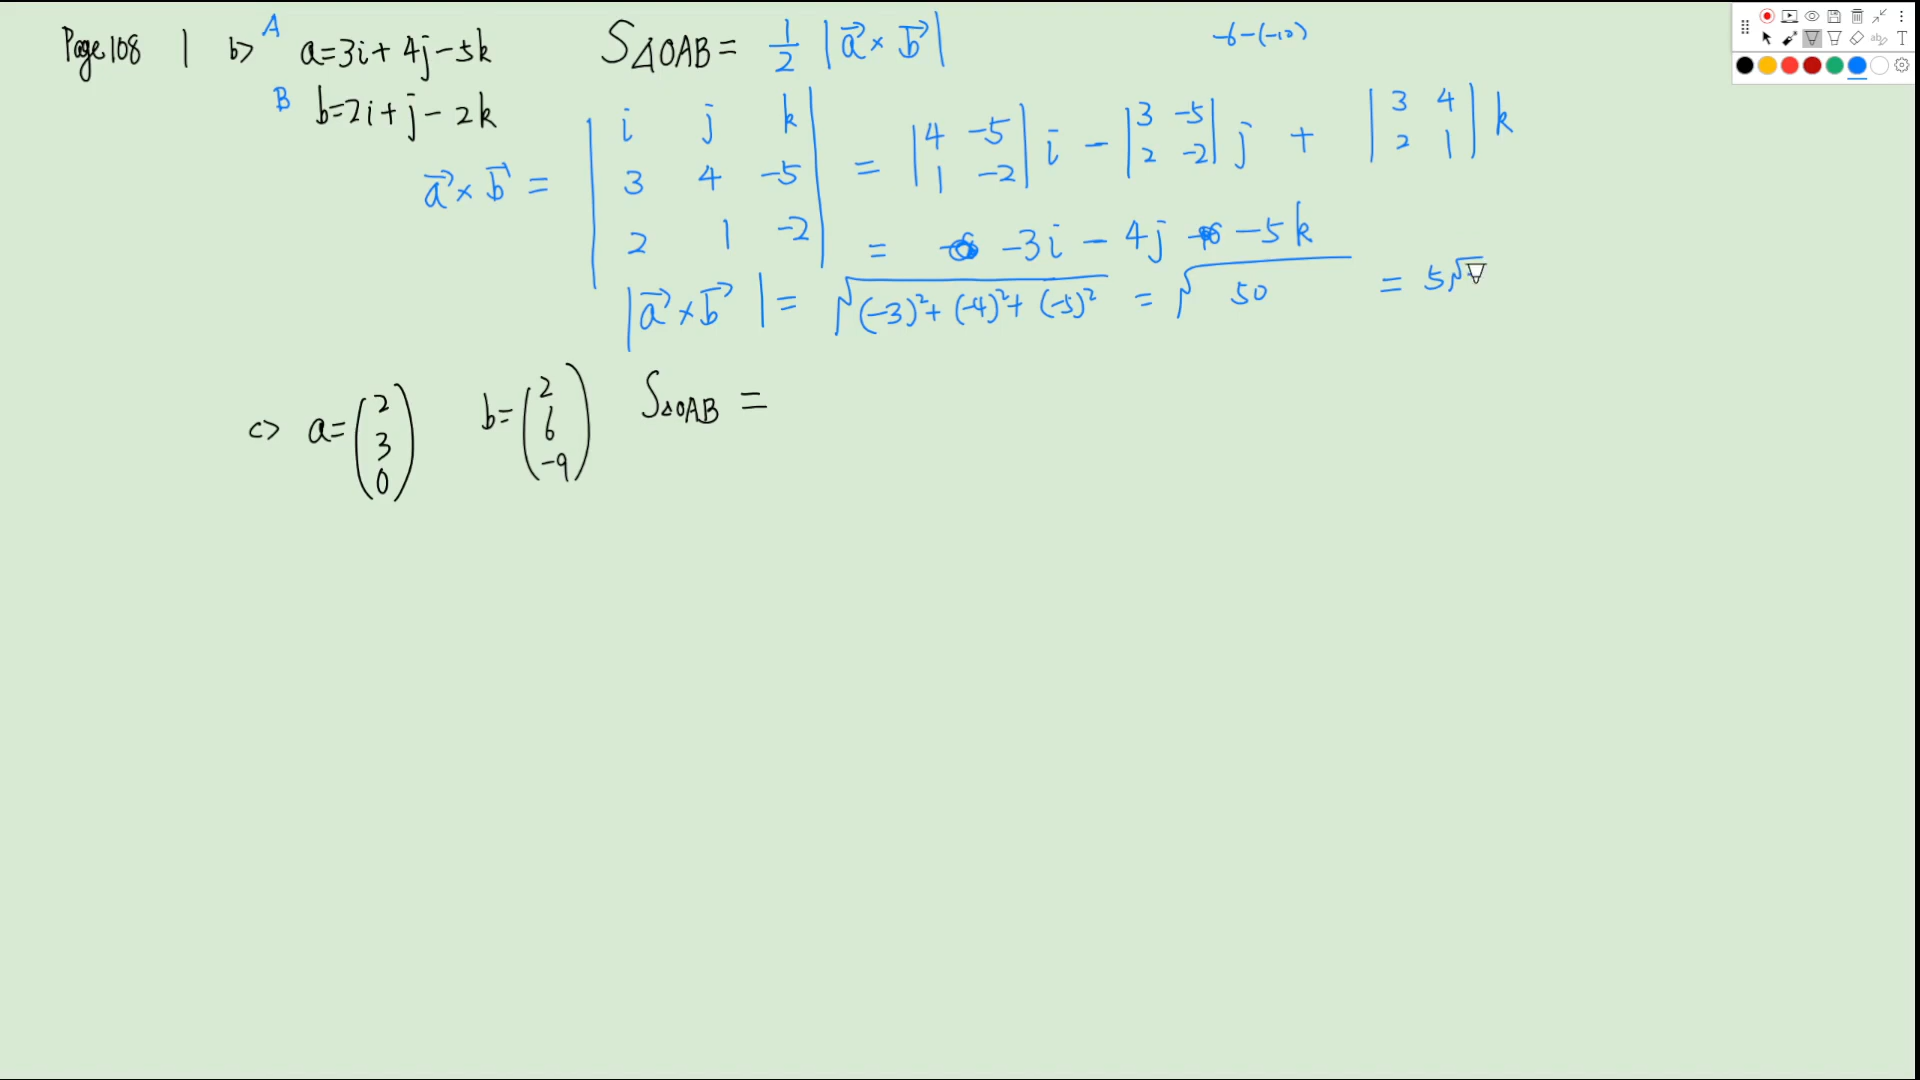 Page 108 1 b> A a=3i+4j-5k S△OAB = 1/2 |a⃗ × b⃗| -6-(-10)
B b=2i+j-2k
a⃗ × b⃗ = | i j k | = |4 -5| i - |3 -5| j + |3 4| k
| 3 4 -5 | |1 -2| |2 -2| |2 1|
| 2 1 -2 | = -3i - 4j -5k
|a⃗ × b⃗| = √(-3)²+(-4)²+(-5)² = √50 = 5√
c> a= (2 3 0) b= (2 6 -9) S△OAB =